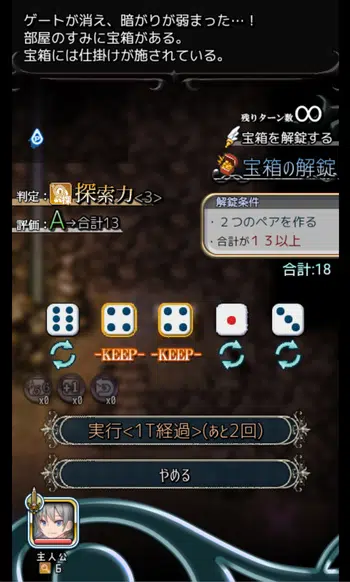 ゲートが消え、暗がりが弱まった…！
部屋のすみに宝箱がある。
宝箱には仕掛けが施されている。
残りターン数∞
宝箱を解錠する
宝箱の解錠
判定：探索力<3>
評価：A→合計13
解錠条件
・２つのペアを作る
・合計が１３以上
合計:18
-KEEP- -KEEP-
+1
x0 x0 x0
実行<1T経過>(あと2回)
やめる
主人公
6